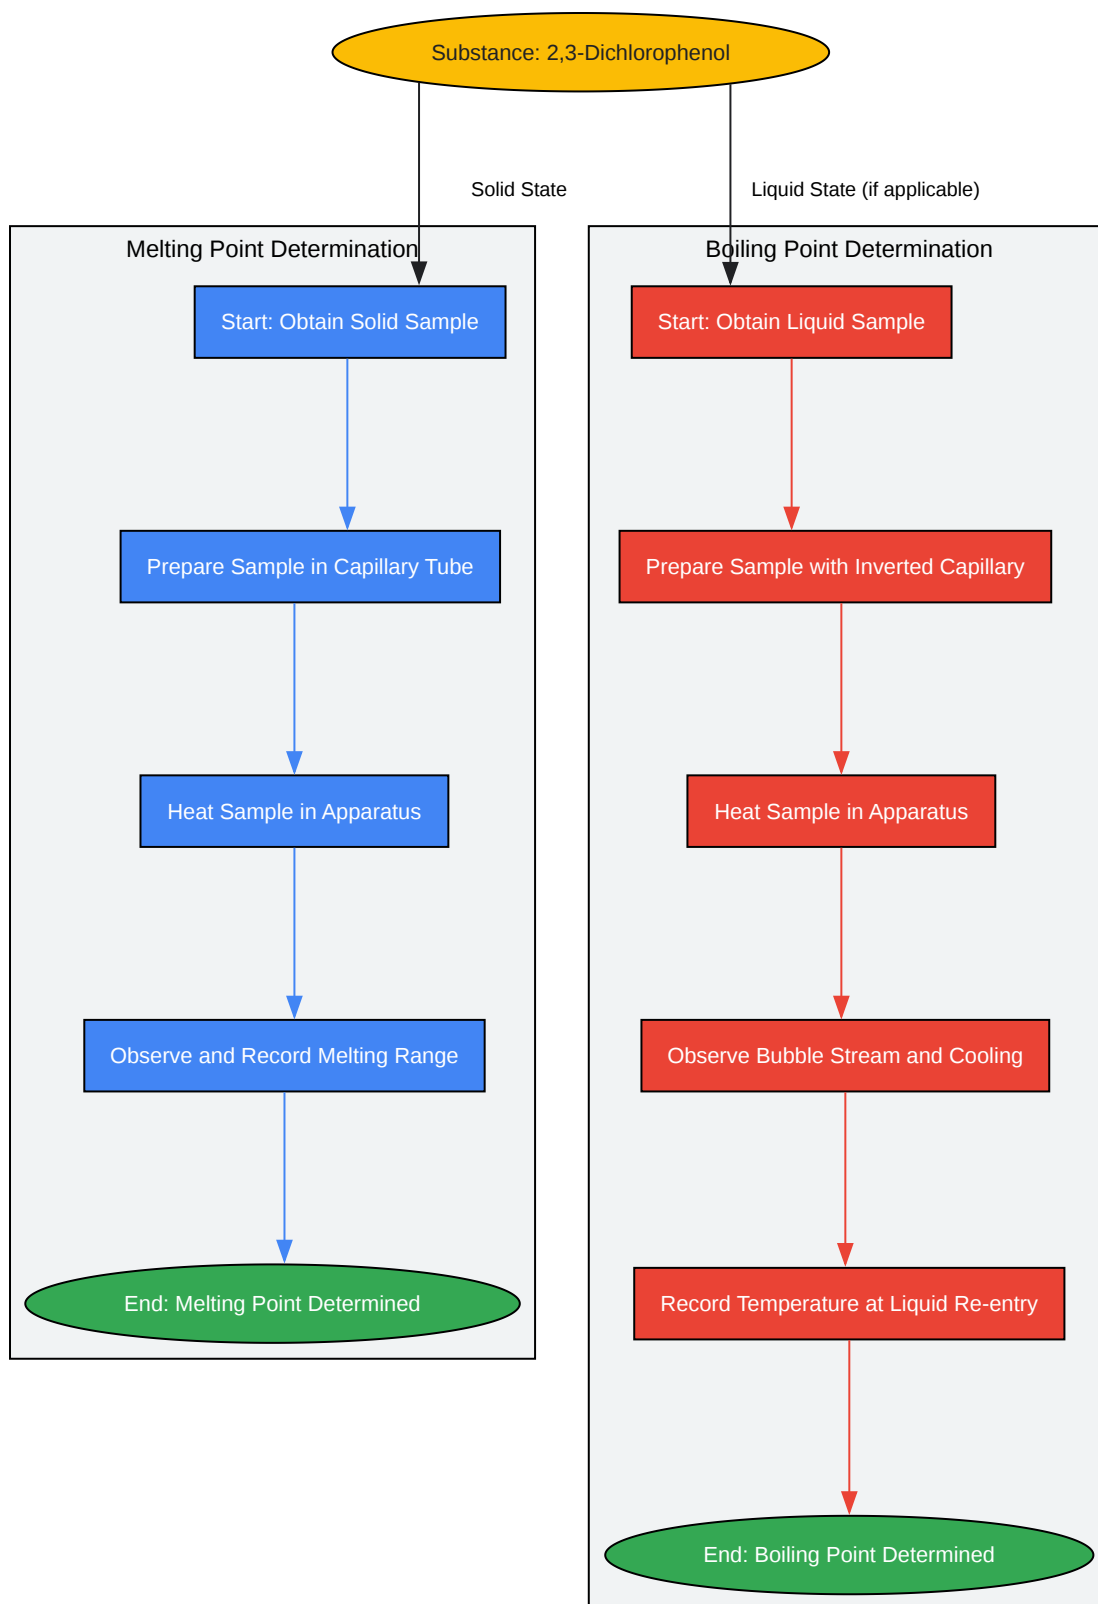 Substance: 2,3-Dichlorophenol
Solid State
Liquid State (if applicable)
Melting Point Determination
Start: Obtain Solid Sample
Prepare Sample in Capillary Tube
Heat Sample in Apparatus
Observe and Record Melting Range
End: Melting Point Determined
Boiling Point Determination
Start: Obtain Liquid Sample
Prepare Sample with Inverted Capillary
Heat Sample in Apparatus
Observe Bubble Stream and Cooling
Record Temperature at Liquid Re-entry
End: Boiling Point Determined